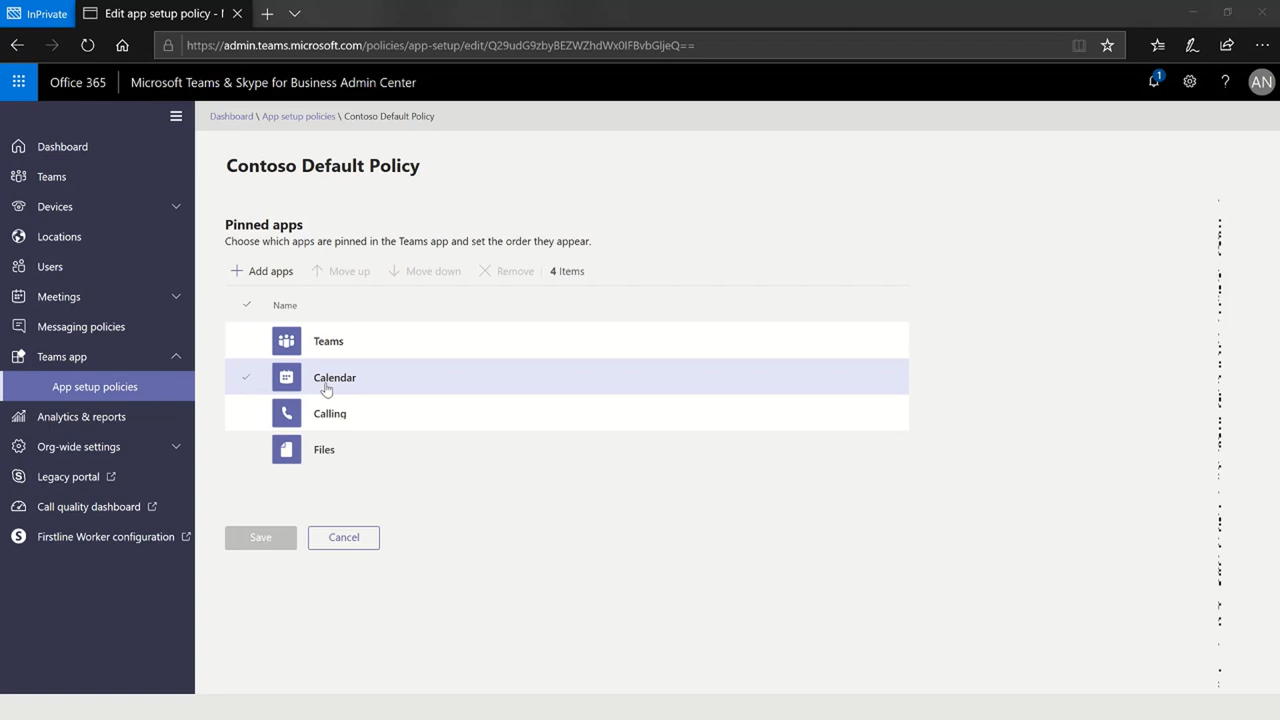 InPrivate
Edit app setup policy - M
https://admin.teams.microsoft.com/policies/app-setup/edit/Q29udG9zbyBEZWZhdWx0IFBvbGljeQ==
Office 365
Microsoft Teams & Skype for Business Admin Center
1
?
AN
Dashboard \ App setup policies \ Contoso Default Policy
Dashboard
Teams
Devices
Locations
Users
Meetings
Messaging policies
Teams app
App setup policies
Analytics & reports
Org-wide settings
Legacy portal
Call quality dashboard
Firstline Worker configuration
Contoso Default Policy
Pinned apps
Choose which apps are pinned in the Teams app and set the order they appear.
Add apps Move up Move down Remove 4 Items
Name
Teams
Calendar
Calling
Files
Save Cancel